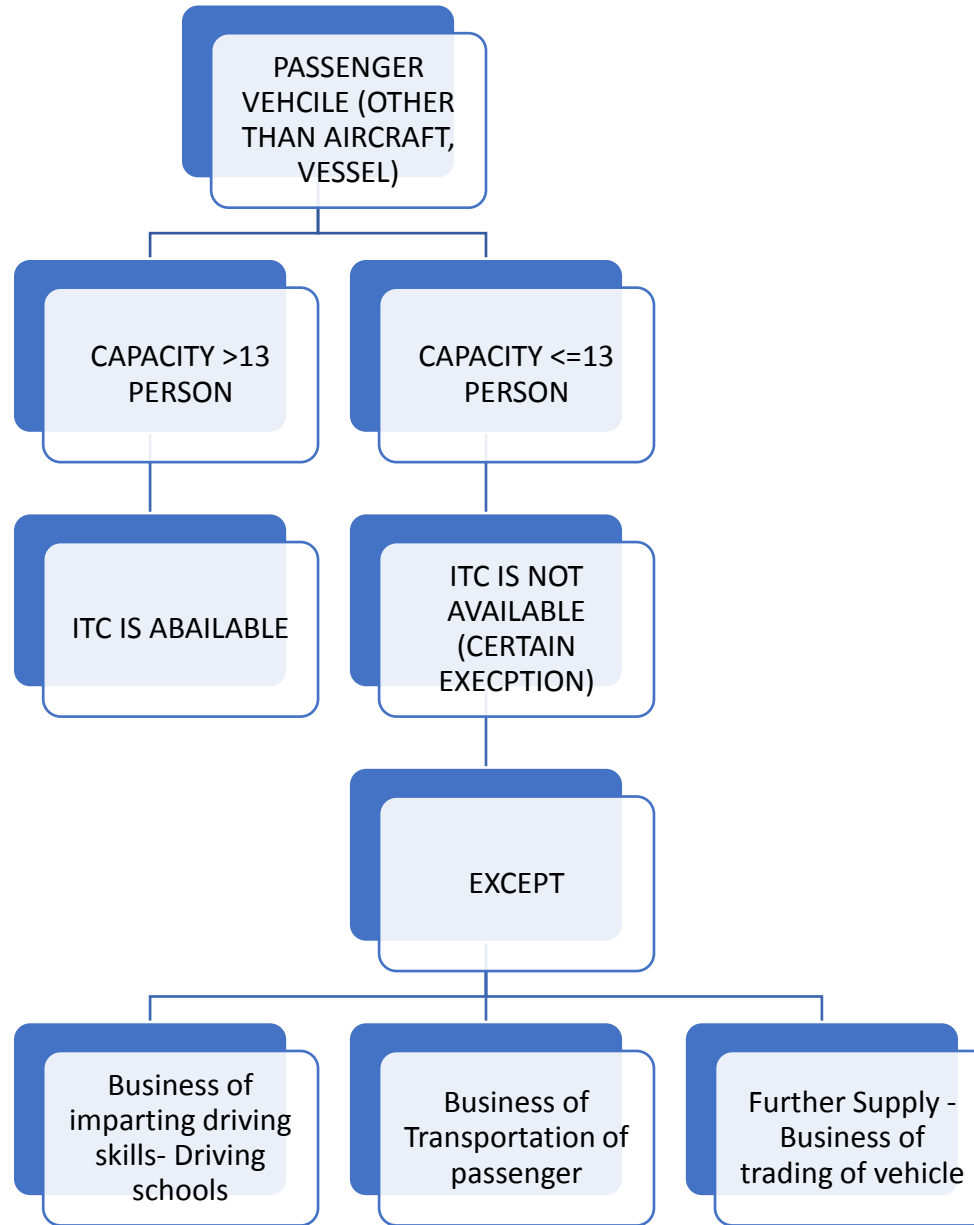 PASSENGER
VEHCILE (OTHER
THAN AIRCRAFT,
VESSEL)
CAPACITY >13
PERSON
CAPACITY <=13
PERSON
ITC IS ABAILABLE
ITC IS NOT
AVAILABLE
(CERTAIN
EXECPTION)
EXCEPT
Business of
imparting driving
skills- Driving
schools
Business of
Transportation of
passenger
Further Supply -
Business of
trading of vehicle